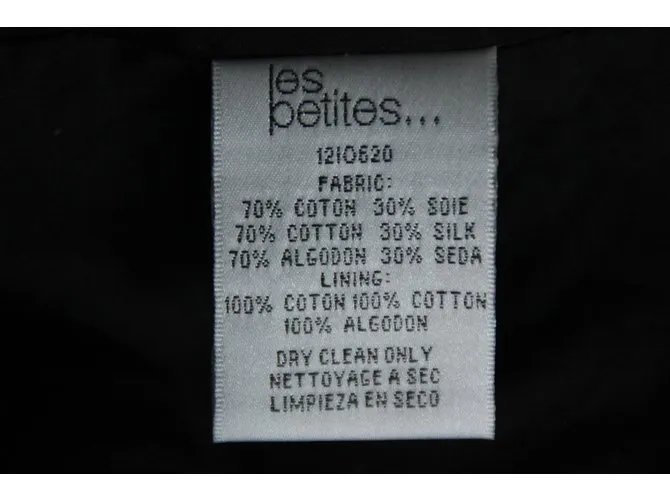 les
petites...
12IO620
FABRIC:
70% COTON 30% SOIE
70% COTTON 30% SILK
70% ALGODON 30% SEDA
LINING:
100% COTON 100% COTTON
100% ALGODON
DRY CLEAN ONLY
NETTOYAGE A SEC
LIMPIEZA EN SECO